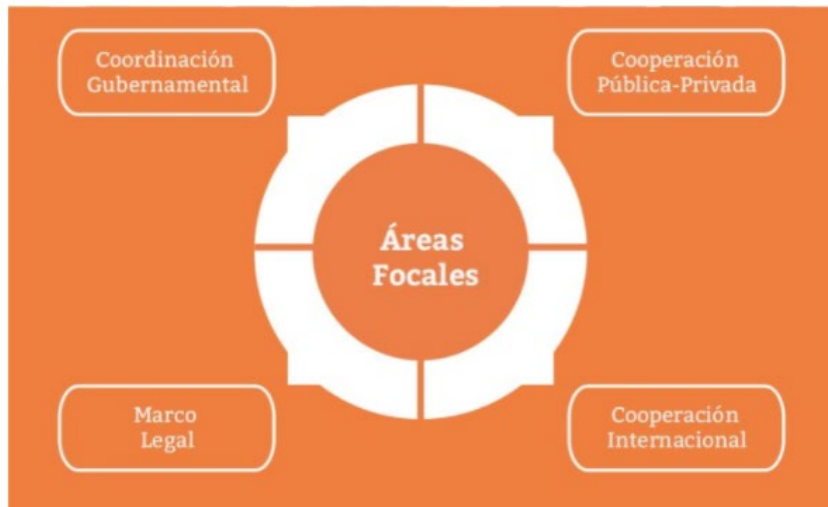 Coordinación
Gubernamental
Cooperación
Pública-Privada
Áreas
Focales
Marco
Legal
Cooperación
Internacional